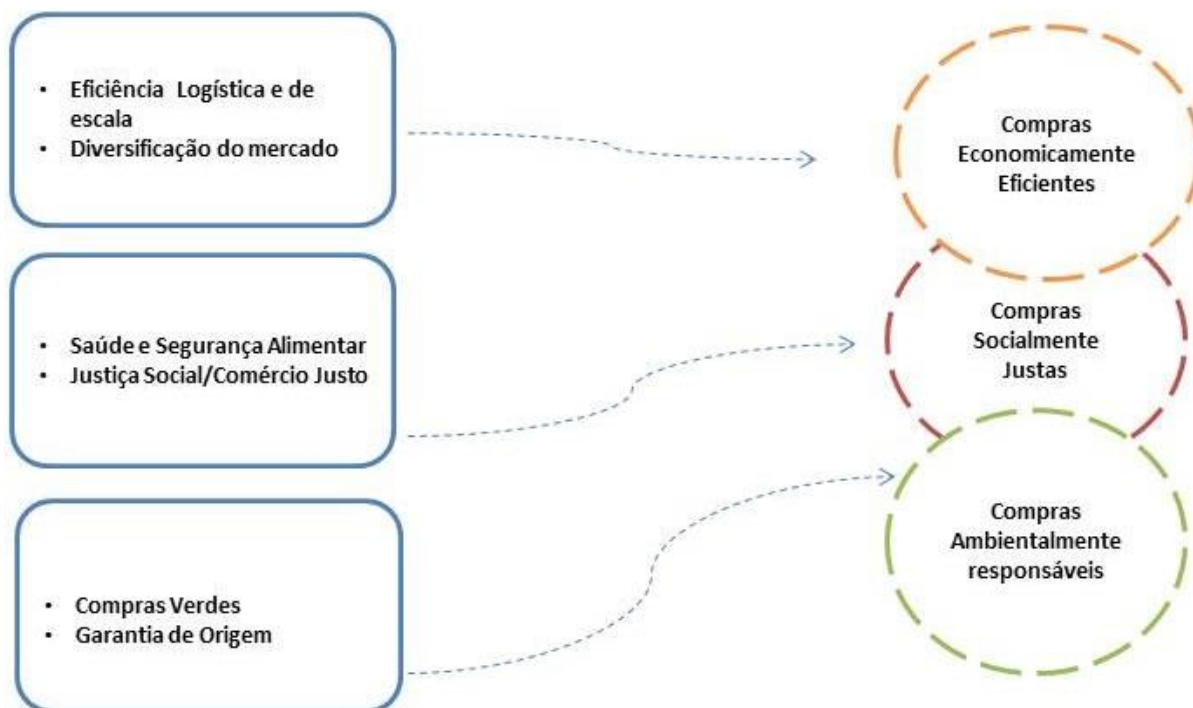 • Eficiência Logística e de
escala
• Diversificação do mercado
Compras
Economicamente
Eficientes
• Saúde e Segurança Alimentar
• Justiça Social/Comércio Justo
Compras
Socialmente
Justas
• Compras Verdes
• Garantia de Origem
Compras
Ambientalmente
responsáveis